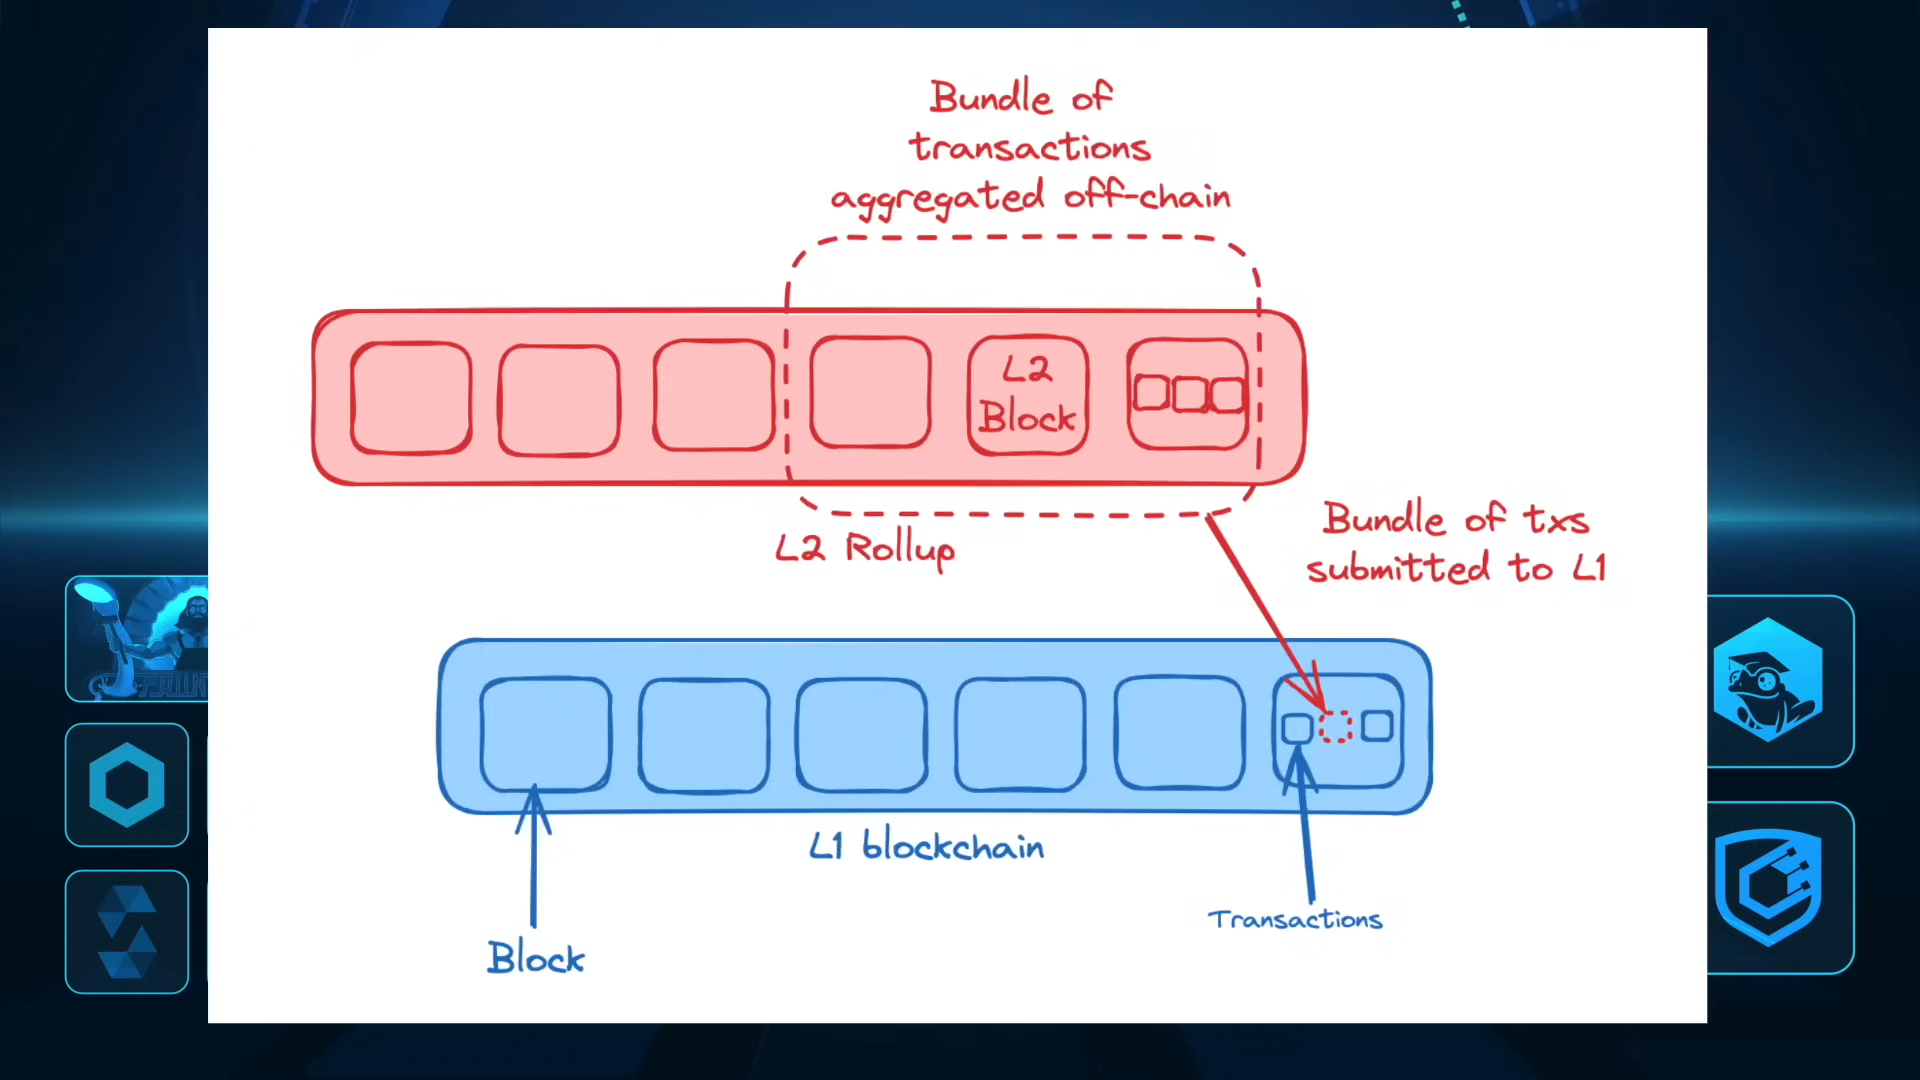 Bundle of
transactions
aggregated off-chain
L2
Block
L2 Rollup
Bundle of txs
submitted to L1
L1 blockchain
Transactions
Block